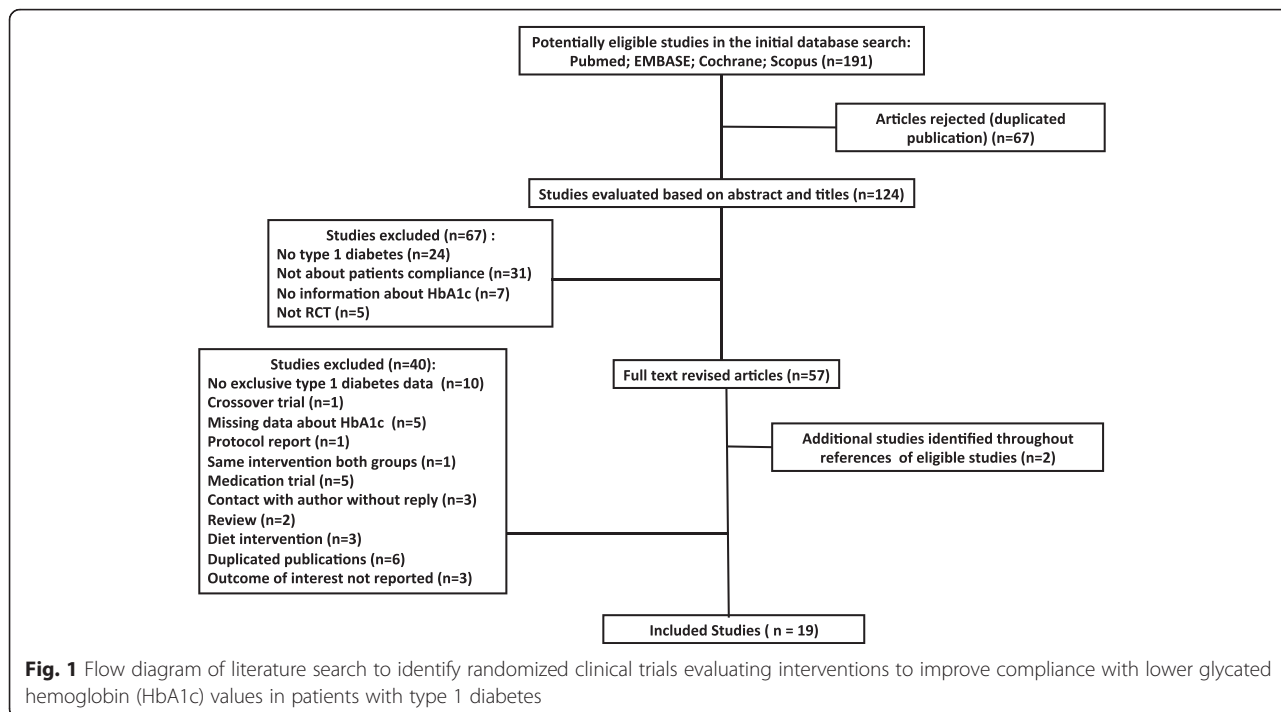 Potentially eligible studies in the initial database search:
Pubmed; EMBASE; Cochrane; Scopus (n=191)
Articles rejected (duplicated
publication) (n=67)
Studies evaluated based on abstract and titles (n=124)
Studies excluded (n=67) :
No type 1 diabetes (n=24)
Not about patients compliance (n=31)
No information about HbA1c (n=7)
Not RCT (n=5)
Full text revised articles (n=57)
Studies excluded (n=40):
No exclusive type 1 diabetes data (n=10)
Crossover trial (n=1)
Missing data about HbA1c (n=5)
Protocol report (n=1)
Same intervention both groups (n=1)
Medication trial (n=5)
Contact with author without reply (n=3)
Review (n=2)
Diet intervention (n=3)
Duplicated publications (n=6)
Outcome of interest not reported (n=3)
Additional studies identified throughout
references of eligible studies (n=2)
Included Studies ( n = 19)
Fig. 1 Flow diagram of literature search to identify randomized clinical trials evaluating interventions to improve compliance with lower glycated
hemoglobin (HbA1c) values in patients with type 1 diabetes